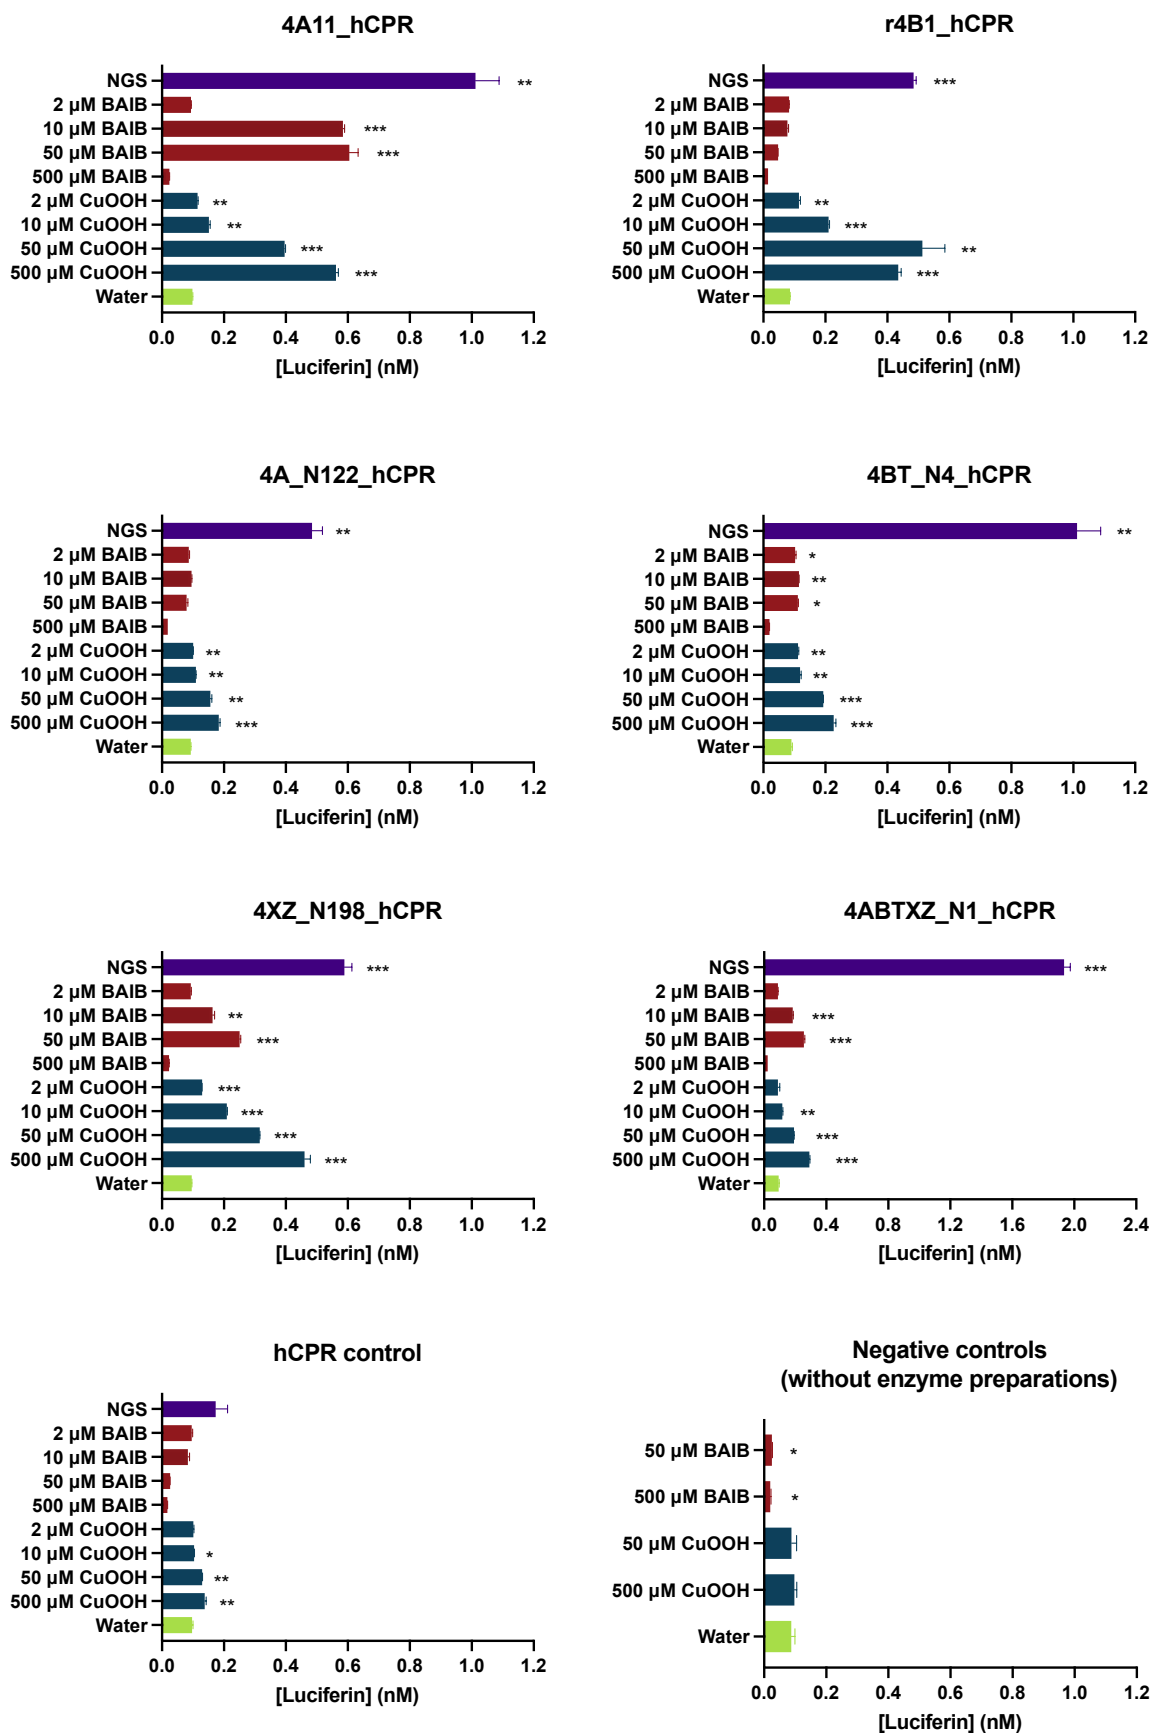 4A11_hCPR
NGS **
2 µM BAIB
10 µM BAIB ***
50 µM BAIB ***
500 µM BAIB
2 µM CuOOH **
10 µM CuOOH **
50 µM CuOOH ***
500 µM CuOOH ***
Water
0.0 0.2 0.4 0.6 0.8 1.0 1.2
[Luciferin] (nM)
r4B1_hCPR
NGS ***
2 µM BAIB
10 µM BAIB
50 µM BAIB
500 µM BAIB
2 µM CuOOH **
10 µM CuOOH ***
50 µM CuOOH **
500 µM CuOOH ***
Water
0.0 0.2 0.4 0.6 0.8 1.0 1.2
[Luciferin] (nM)
4A_N122_hCPR
NGS **
2 µM BAIB
10 µM BAIB
50 µM BAIB
500 µM BAIB
2 µM CuOOH **
10 µM CuOOH **
50 µM CuOOH **
500 µM CuOOH ***
Water
0.0 0.2 0.4 0.6 0.8 1.0 1.2
[Luciferin] (nM)
4BT_N4_hCPR
NGS **
2 µM BAIB *
10 µM BAIB **
50 µM BAIB *
500 µM BAIB
2 µM CuOOH **
10 µM CuOOH **
50 µM CuOOH ***
500 µM CuOOH ***
Water
0.0 0.2 0.4 0.6 0.8 1.0 1.2
[Luciferin] (nM)
4XZ_N198_hCPR
NGS ***
2 µM BAIB
10 µM BAIB **
50 µM BAIB ***
500 µM BAIB
2 µM CuOOH ***
10 µM CuOOH ***
50 µM CuOOH ***
500 µM CuOOH ***
Water
0.0 0.2 0.4 0.6 0.8 1.0 1.2
[Luciferin] (nM)
4ABTXZ_N1_hCPR
NGS ***
2 µM BAIB
10 µM BAIB ***
50 µM BAIB ***
500 µM BAIB
2 µM CuOOH
10 µM CuOOH **
50 µM CuOOH ***
500 µM CuOOH ***
Water
0.0 0.4 0.8 1.2 1.6 2.0 2.4
[Luciferin] (nM)
hCPR control
NGS
2 µM BAIB
10 µM BAIB
50 µM BAIB
500 µM BAIB
2 µM CuOOH
10 µM CuOOH *
50 µM CuOOH **
500 µM CuOOH **
Water
0.0 0.2 0.4 0.6 0.8 1.0 1.2
[Luciferin] (nM)
Negative controls
(without enzyme preparations)
50 µM BAIB *
500 µM BAIB *
50 µM CuOOH
500 µM CuOOH
Water
0.0 0.2 0.4 0.6 0.8 1.0 1.2
[Luciferin] (nM)